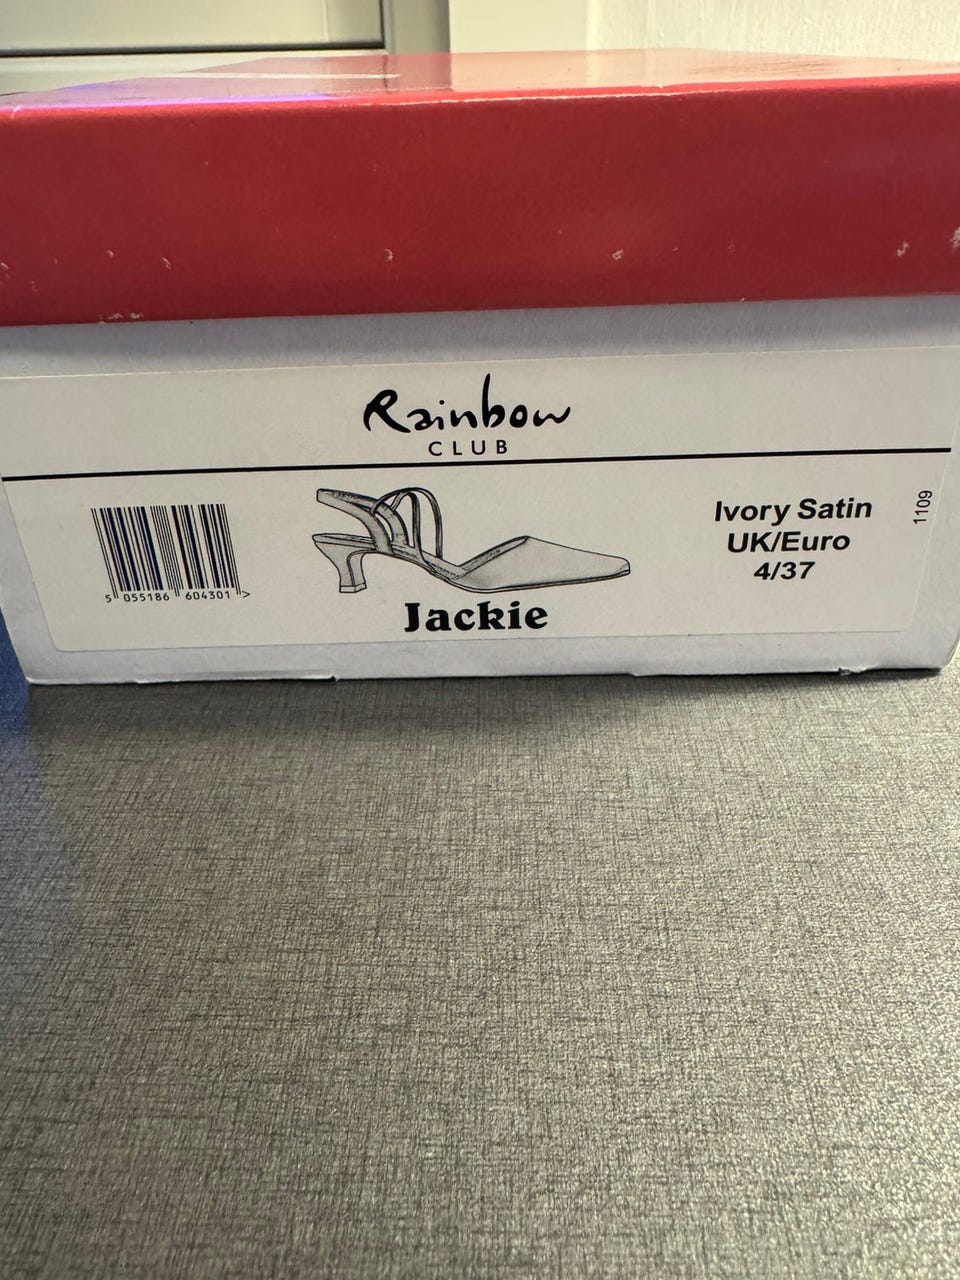 Rainbow
CLUB
Ivory Satin
UK/Euro
4/37
1109
5 055186 604301 >
Jackie